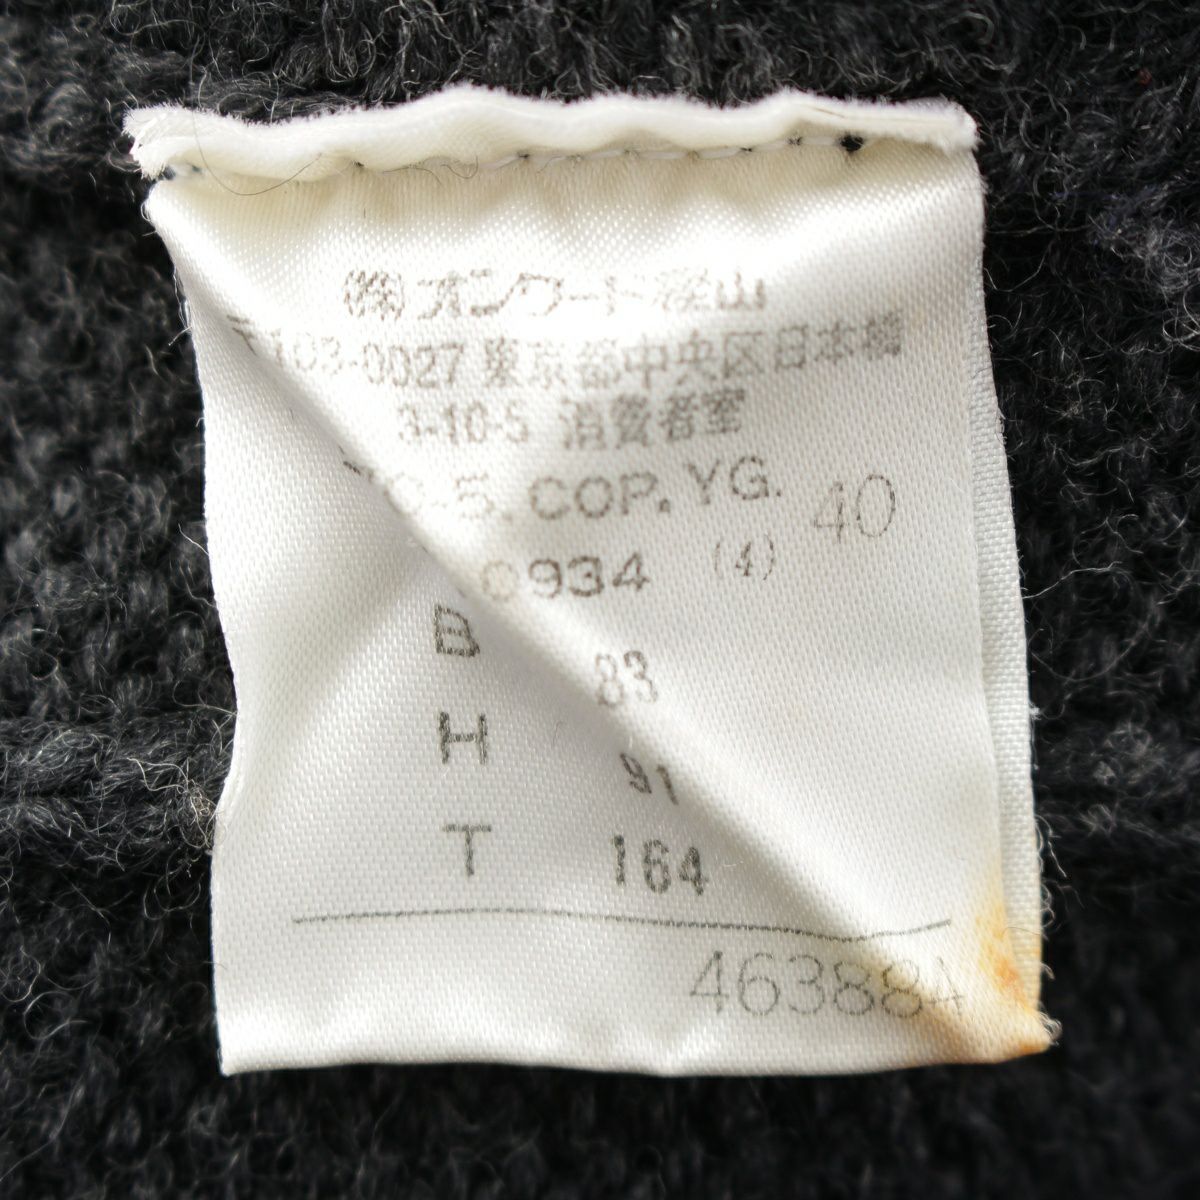 (株)オンワード樫山
〒103-0027 東京都中央区日本橋
3-10-5 消費者室
COP. YG.
0934 (4) 40
B 83
H 91
T 164
463884